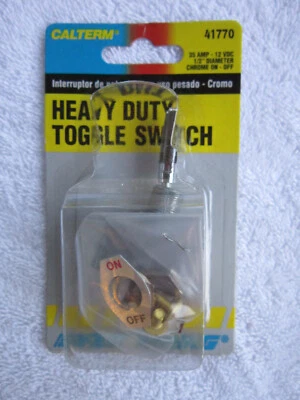 CALTERM®
41770
35 AMP - 12 VDC
1/2" DIAMETER
CHROME ON - OFF
pesado - Cromo
Interruptor de
HEAVY DUTY
TOGGLE SWITCH
ON
OFF